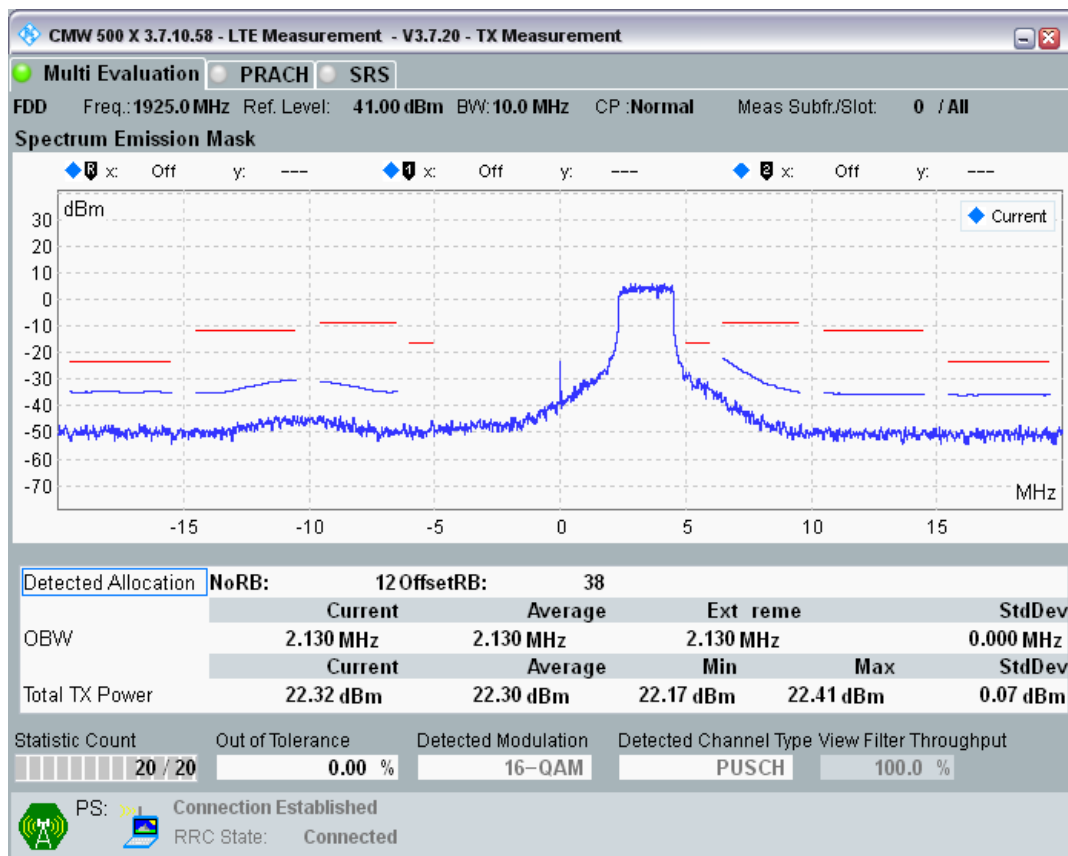 CMW 500 X 3.7.10.58 - LTE Measurement - V3.7.20 - TX Measurement
Multi Evaluation PRACH SRS
FDD Freq.: 1925.0 MHz Ref. Level: 41.00 dBm BW: 10.0 MHz CP :Normal Meas Subfr./Slot: 0 / All
Spectrum Emission Mask
R x: Off y: --- 1 x: Off y: --- 2 x: Off y: ---
dBm
Current
30
20
10
0
-10
-20
-30
-40
-50
-60
-70
MHz
-15 -10 -5 0 5 10 15
Detected Allocation NoRB: 12 OffsetRB: 38
Current Average Ext reme StdDev
OBW 2.130 MHz 2.130 MHz 2.130 MHz 0.000 MHz
Current Average Min Max StdDev
Total TX Power 22.32 dBm 22.30 dBm 22.17 dBm 22.41 dBm 0.07 dBm
Statistic Count Out of Tolerance Detected Modulation Detected Channel Type View Filter Throughput
20 / 20 0.00 % 16-QAM PUSCH 100.0 %
PS: Connection Established
RRC State: Connected